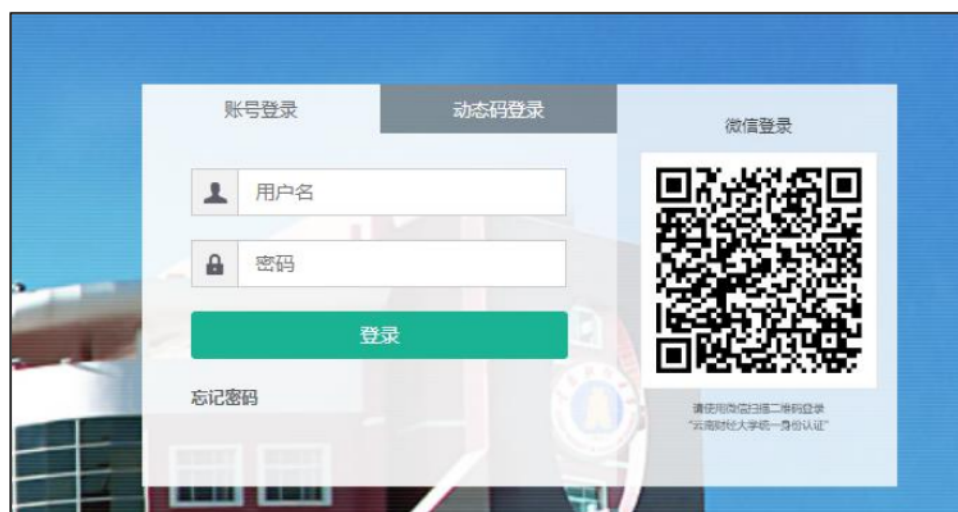 账号登录
动态码登录
用户名
密码
登录
忘记密码
微信登录
请使用微信扫描二维码登录
“云南财经大学统一身份认证”